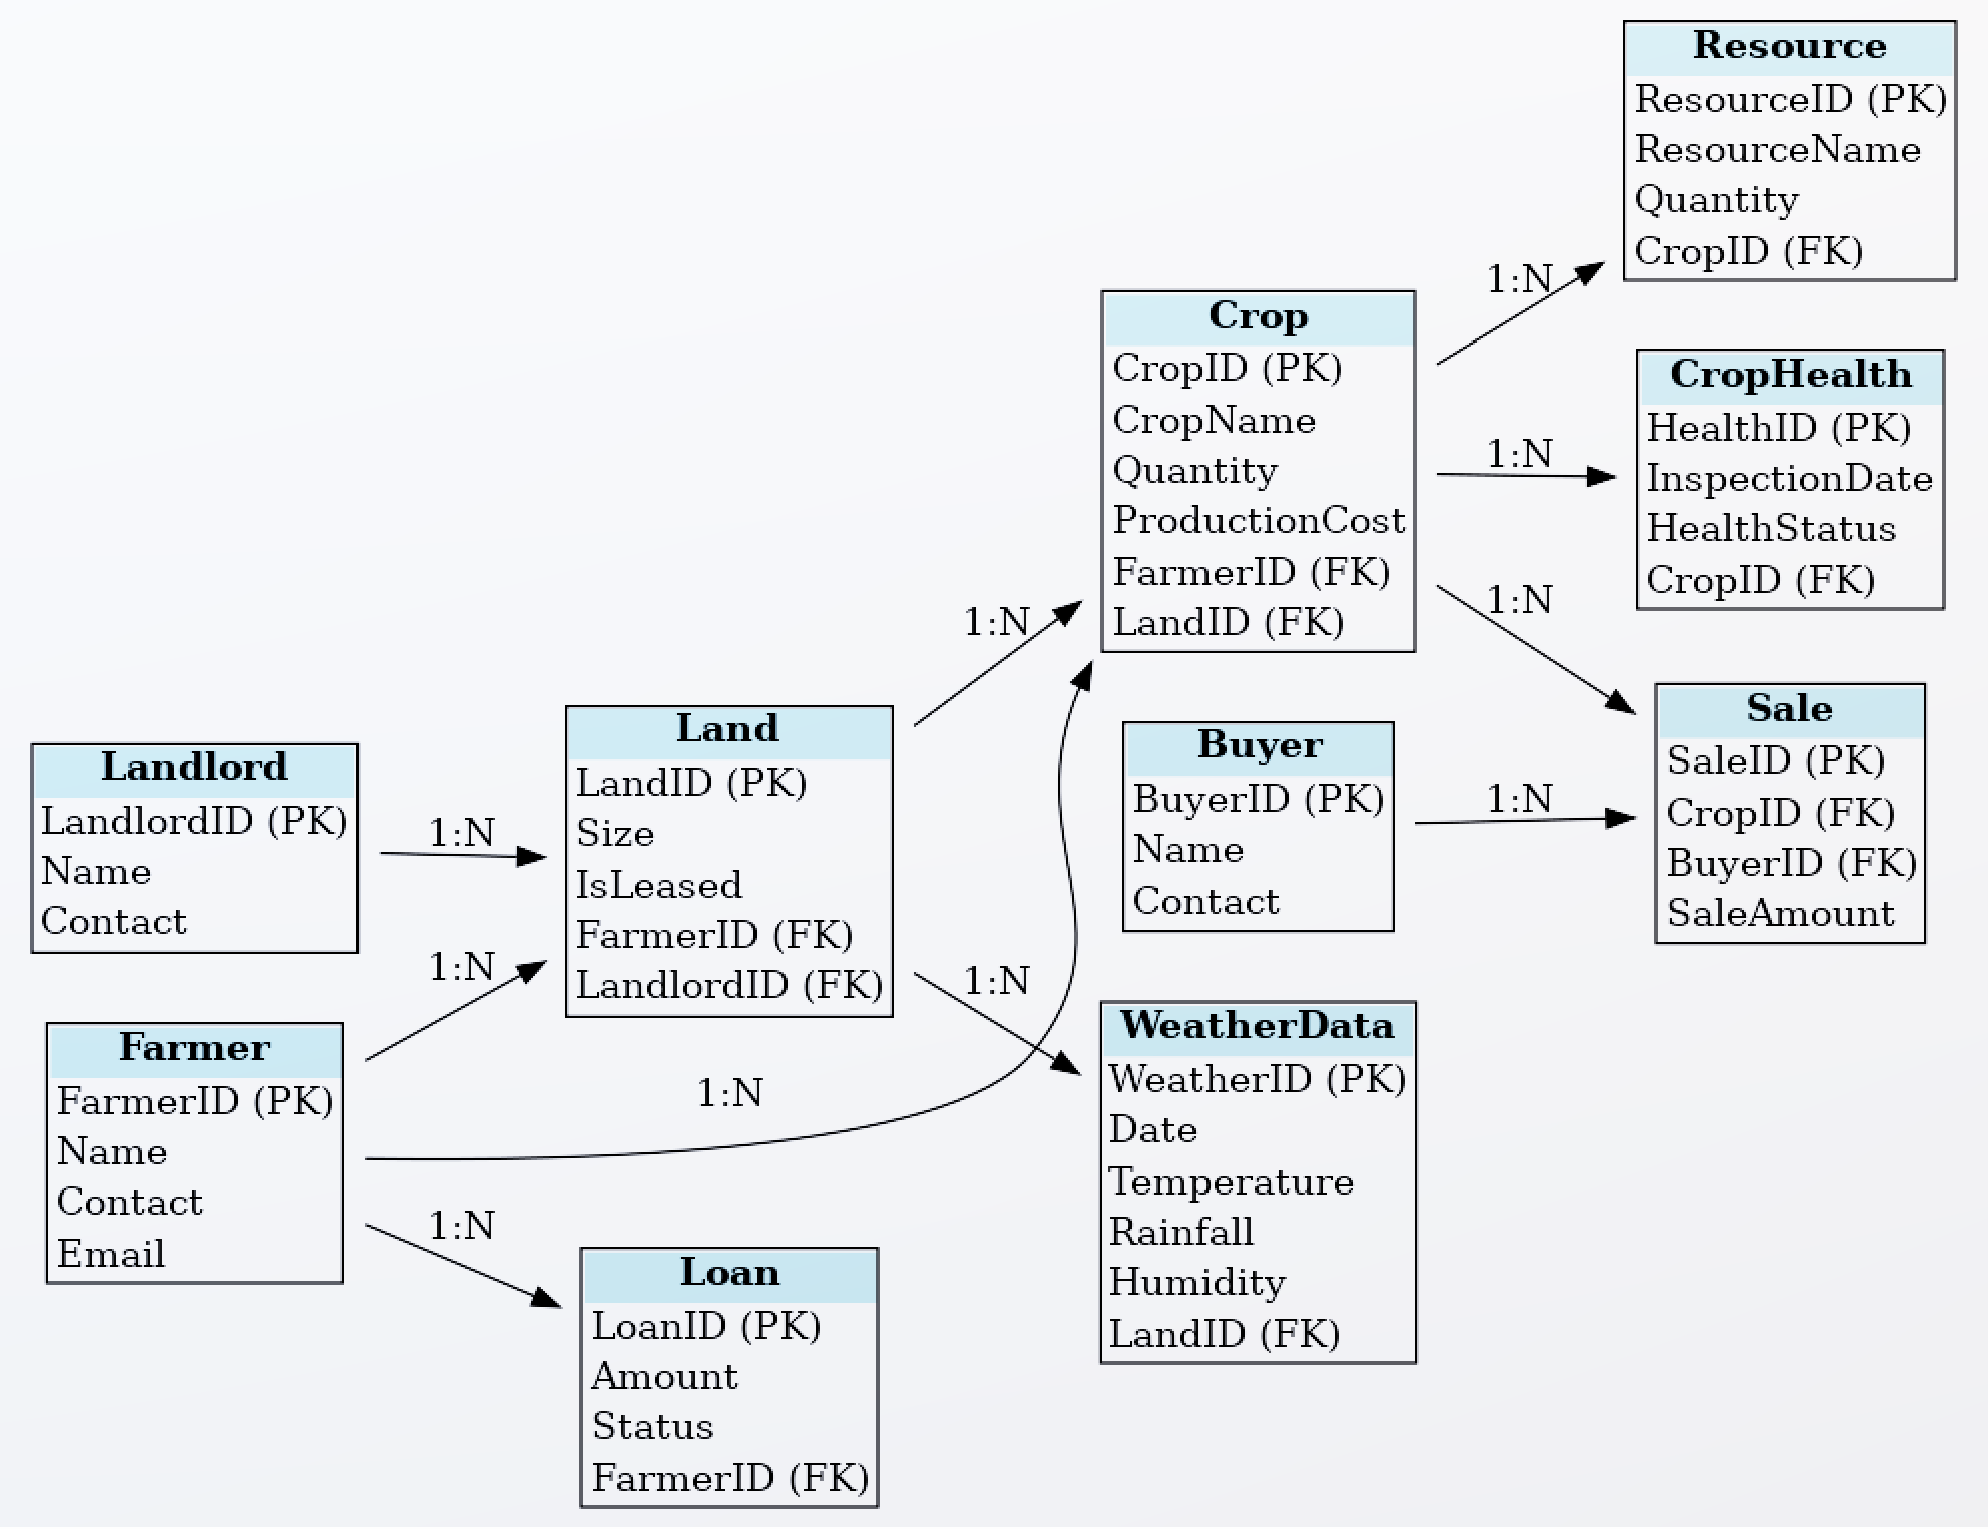 Resource
ResourceID (PK)
ResourceName
Quantity
CropID (FK)
Crop
CropID (PK)
CropName
Quantity
ProductionCost
FarmerID (FK)
LandID (FK)
1:N
1:N
1:N
CropHealth
HealthID (PK)
InspectionDate
HealthStatus
CropID (FK)
1:N
Landlord
LandlordID (PK)
Name
Contact
1:N
Land
LandID (PK)
Size
IsLeased
FarmerID (FK)
LandlordID (FK)
Buyer
BuyerID (PK)
Name
Contact
1:N
Sale
SaleID (PK)
CropID (FK)
BuyerID (FK)
SaleAmount
1:N
1:N
Farmer
FarmerID (PK)
Name
Contact
Email
1:N
WeatherData
WeatherID (PK)
Date
Temperature
Rainfall
Humidity
LandID (FK)
1:N
Loan
LoanID (PK)
Amount
Status
FarmerID (FK)